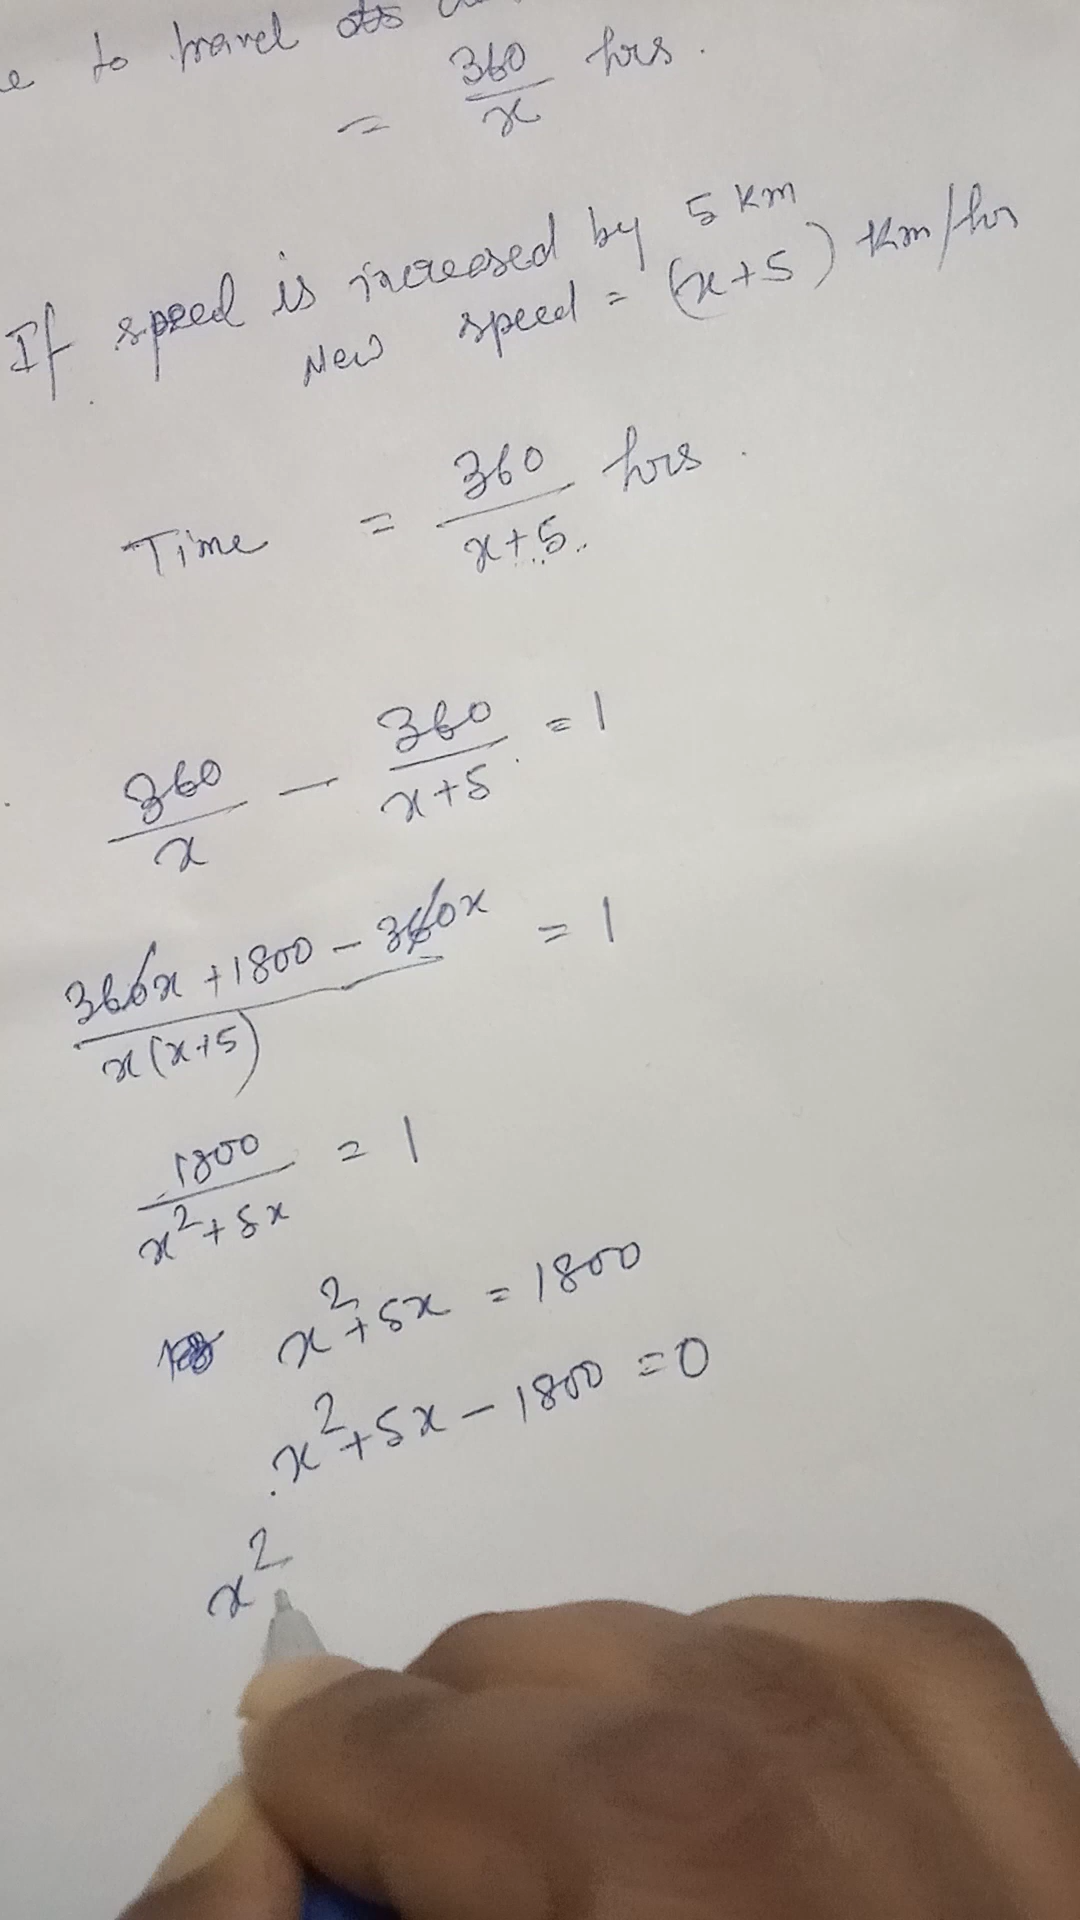 e to travel
= 360/x hrs.
If speed is increased by 5 km
New speed = (x+5) km/hr
Time = 360/x+5 hrs.
360/x - 360/x+5 = 1
360x+1800-360x/x(x+5) = 1
1800/x²+5x = 1
x²+5x = 1800
x²+5x-1800 = 0
x²